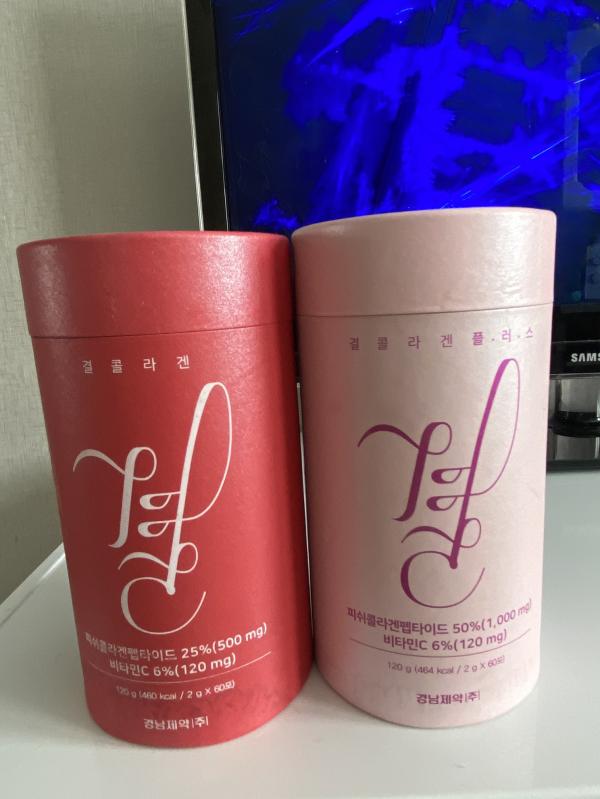 결콜라겐
결
피쉬콜라겐펩타이드 25%(500 mg)
비타민C 6%(120 mg)
120 g (460 kcal / 2 g X 60포)
경남제약(주)
결콜라겐플.러.스
결
피쉬콜라겐펩타이드 50%(1,000 mg)
비타민C 6%(120 mg)
120 g (464 kcal / 2 g X 60포)
경남제약(주)
SAMS